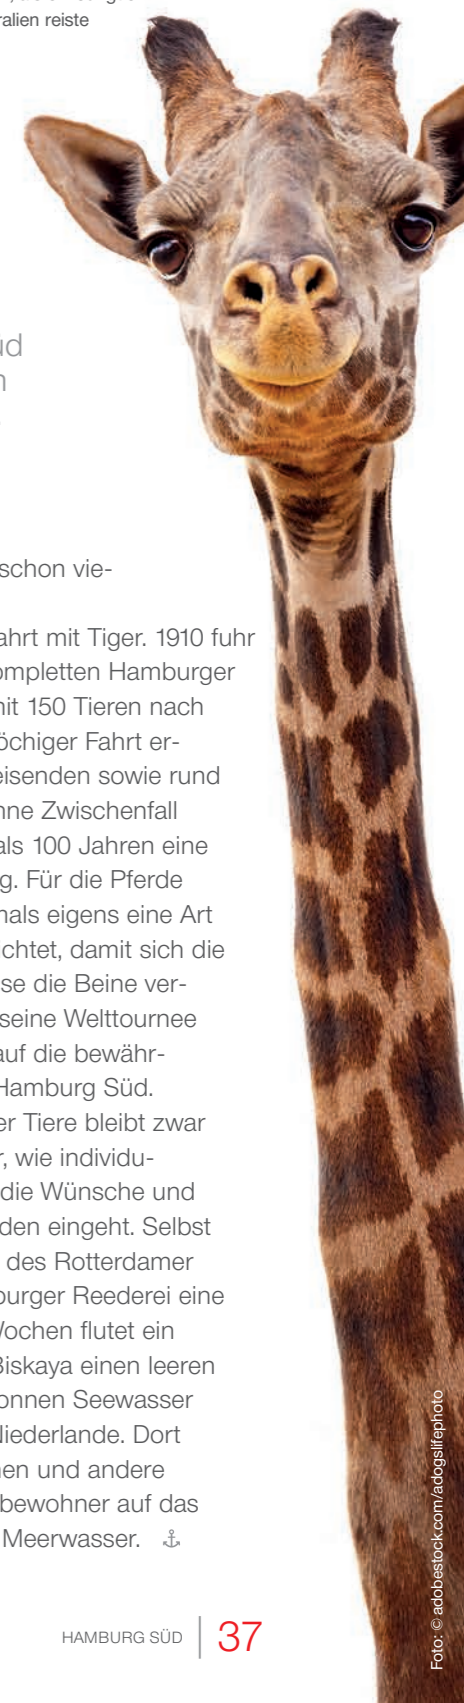 alien reiste
schon vie-
ahrt mit Tiger. 1910 fuhr
ompletten Hamburger
nit 150 Tieren nach
öchiger Fahrt er-
eisenden sowie rund
nne Zwischenfall
als 100 Jahren eine
g. Für die Pferde
nals eigens eine Art
chtet, damit sich die
se die Beine ver-
seine Welttournee
auf die bewähr-
Hamburg Süd.
er Tiere bleibt zwar
r, wie individu-
die Wünsche und
den eingeht. Selbst
des Rotterdamer
burger Reederei eine
Wochen flutet ein
Biskaya einen leeren
onnen Seewasser
Niederlande. Dort
nen und andere
bewohner auf das
Meerwasser.
HAMBURG SÜD | 37
Foto: © adobestock.com/adogslifephoto